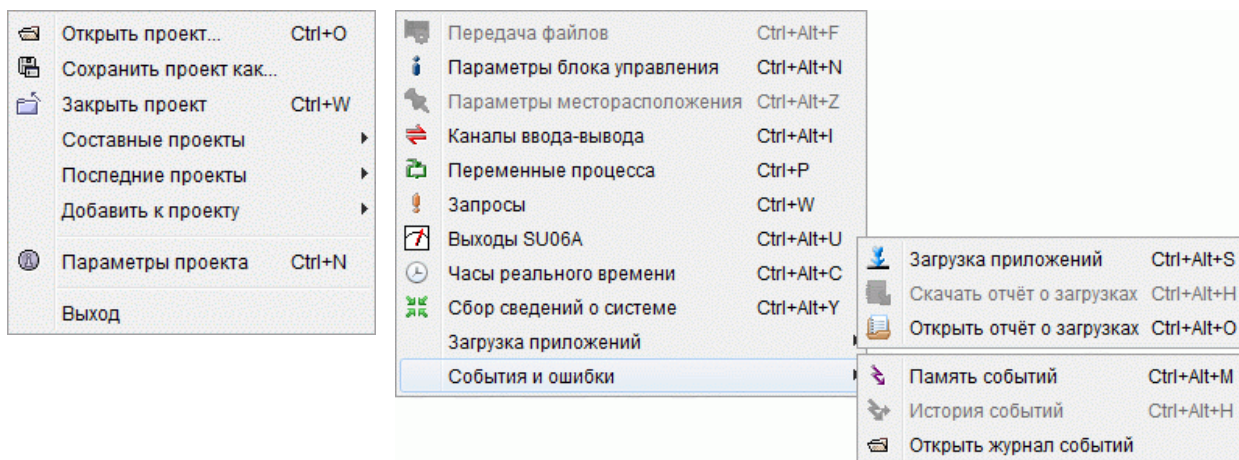 Открыть проект... Ctrl+O
Сохранить проект как...
Закрыть проект Ctrl+W
Составные проекты
Последние проекты
Добавить к проекту
Параметры проекта Ctrl+N
Выход
Передача файлов Ctrl+Alt+F
Параметры блока управления Ctrl+Alt+N
Параметры месторасположения Ctrl+Alt+Z
Каналы ввода-вывода Ctrl+Alt+I
Переменные процесса Ctrl+P
Запросы Ctrl+W
Выходы SU06A Ctrl+Alt+U
Часы реального времени Ctrl+Alt+C
Сбор сведений о системе Ctrl+Alt+Y
Загрузка приложений
События и ошибки
Загрузка приложений Ctrl+Alt+S
Скачать отчёт о загрузках Ctrl+Alt+H
Открыть отчёт о загрузках Ctrl+Alt+O
Память событий Ctrl+Alt+M
История событий Ctrl+Alt+H
Открыть журнал событий